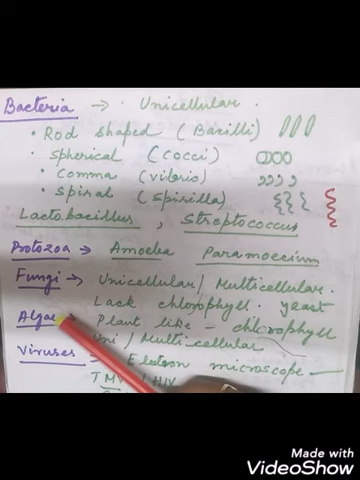 Bacteria → Unicellular.
• Rod shaped (Bacilli)
• Spherical (cocci)
• Comma (vibrio)
• Spiral (Spirilla)
Lactobacillus, Streptococcus
Protozoa → Amoeba Paramoecium
Fungi → Unicellular/Multicellular.
Lack chlorophyll. yeast
Algae → Plant like – chlorophyll
Uni/Multicellular
Viruses → Electron microscope –
TMV / HIV
Made with
VideoShow